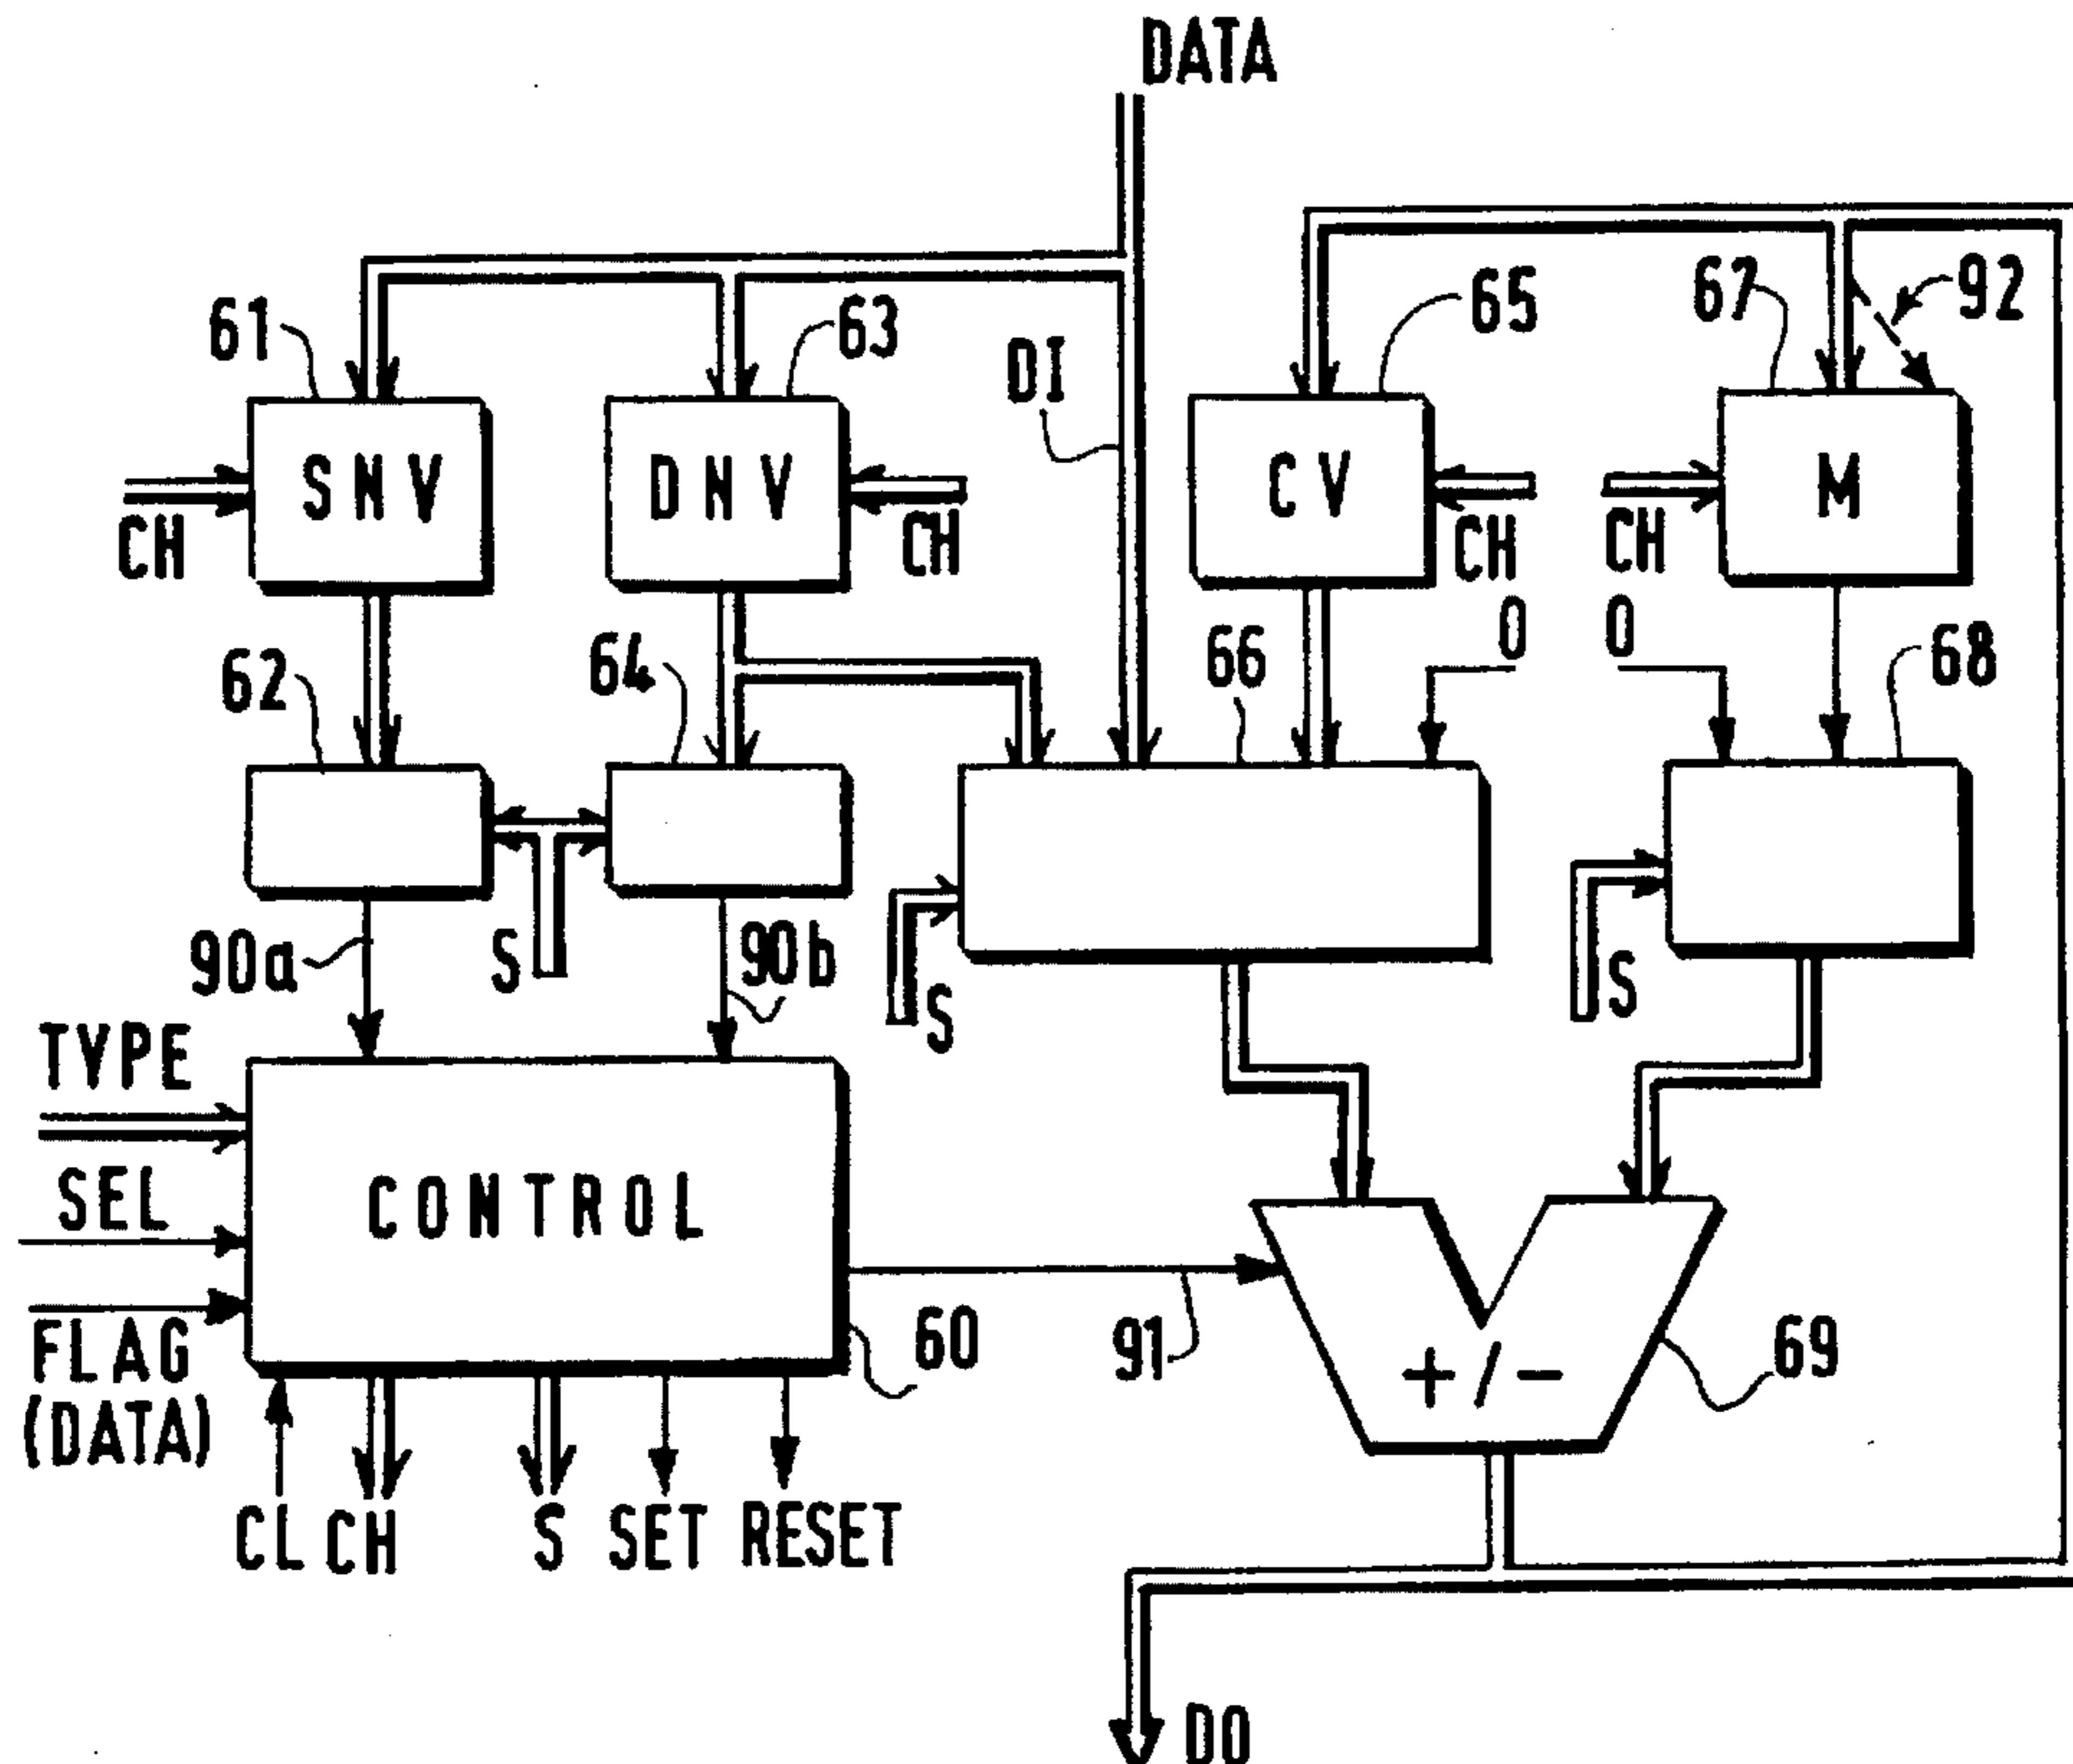 DATA
61
63
DI
65
67
92
SNV
DNV
CV
M
CH
CH
CH
CH
0
0
62
64
66
68
90a
S
90b
S
S
TYPE
SEL
CONTROL
FLAG
(DATA)
60
91
+/-
69
CL
CH
S
SET
RESET
DO